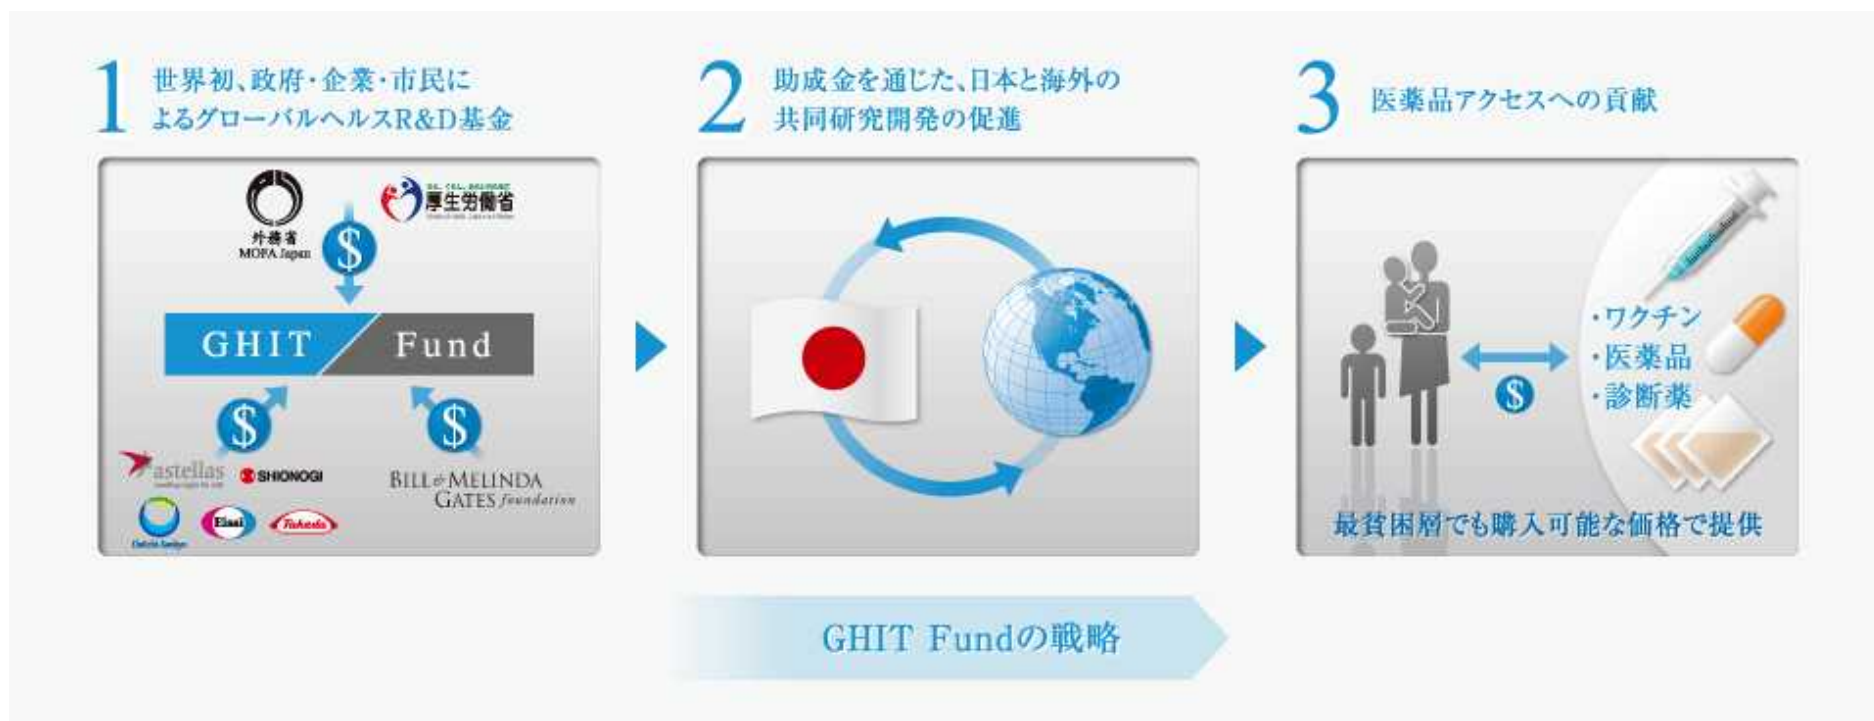 1
世界初、政府・企業・市民に
よるグローバルヘルスR&D基金
外務省
MOFA Japan
厚生労働省
$
GHIT Fund
$
$
astellas
SHIONOGI
BILL & MELINDA
GATES foundation
Daiichi-Sankyo
Eisai
Takeda
2
助成金を通じた、日本と海外の
共同研究開発の促進
3
医薬品アクセスへの貢献
・ワクチン
・医薬品
・診断薬
$
最貧困層でも購入可能な価格で提供
GHIT Fundの戦略